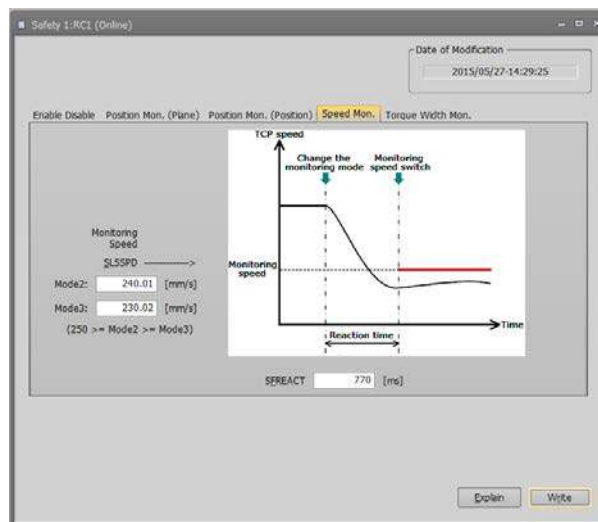 Safety 1:RC1 (Online)
Date of Modification
2015/05/27-14:29:25
Enable Disable Position Mon. (Plane) Position Mon. (Position) Speed Mon. Torque Width Mon.
TCP speed
Change the monitoring mode
Monitoring speed switch
Monitoring Speed
SLSSPD
Mode2: 240.01 [mm/s]
Mode3: 230.02 [mm/s]
(250 >= Mode2 >= Mode3)
Monitoring speed
Time
Reaction time
SFREACT 770 [ms]
Explain Write